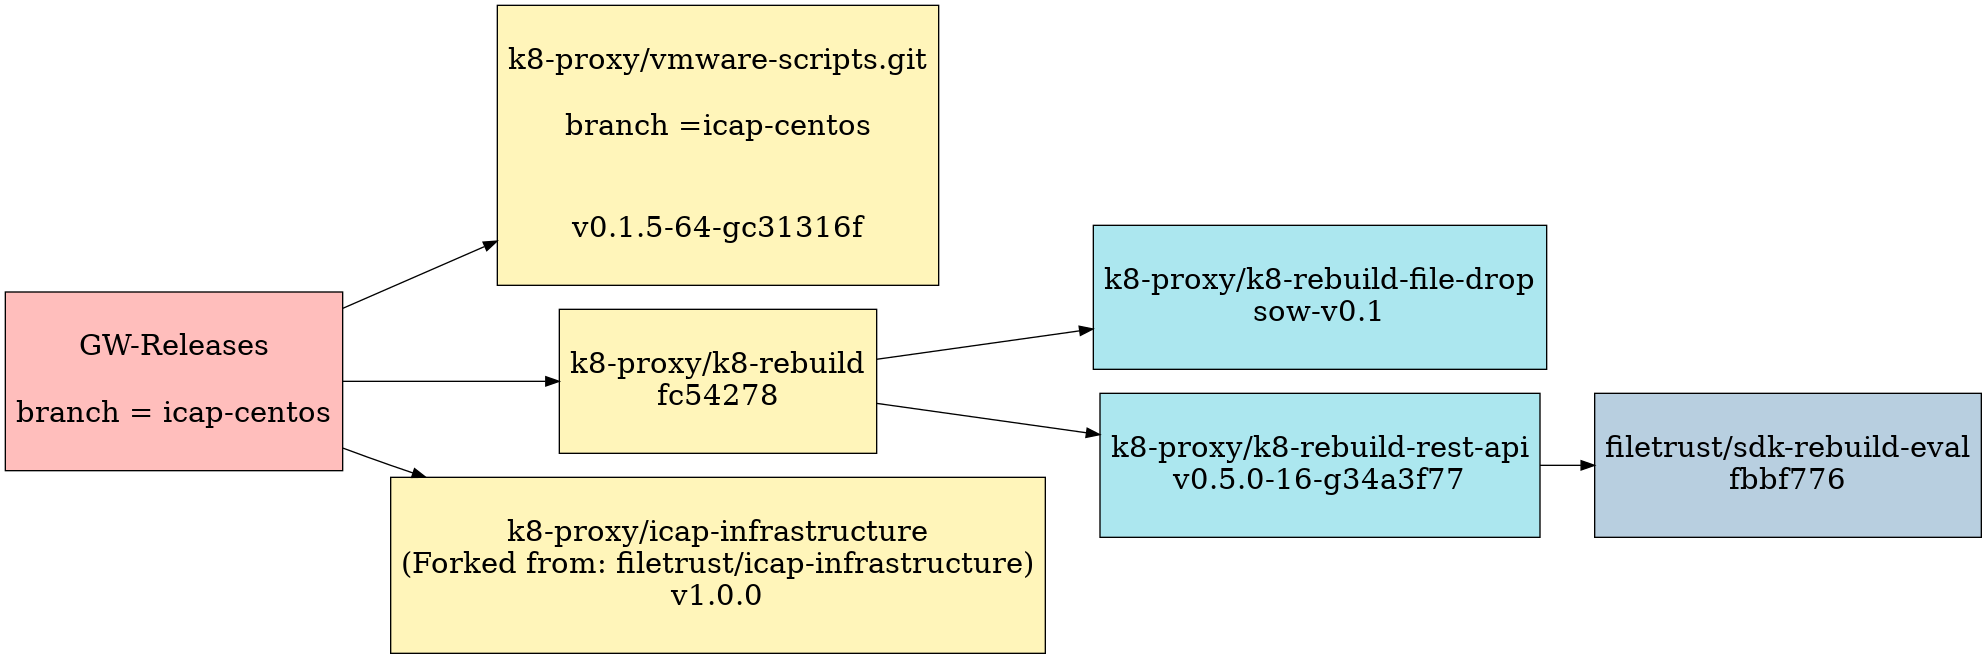 k8-proxy/vmware-scripts.git
branch =icap-centos
v0.1.5-64-gc31316f
GW-Releases
branch = icap-centos
k8-proxy/k8-rebuild
fc54278
k8-proxy/icap-infrastructure
(Forked from: filetrust/icap-infrastructure)
v1.0.0
k8-proxy/k8-rebuild-file-drop
sow-v0.1
k8-proxy/k8-rebuild-rest-api
v0.5.0-16-g34a3f77
filetrust/sdk-rebuild-eval
fbbf776